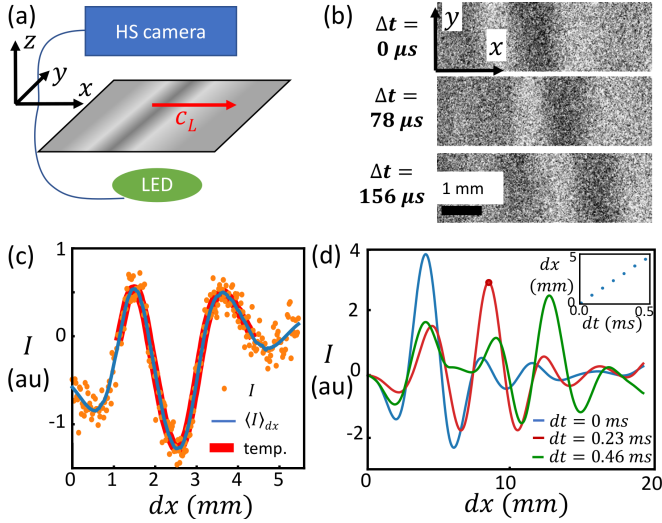 (a)
HS camera
z
y
x
c_L
LED
(b)
Δt =
0 μs
y
x
Δt =
78 μs
Δt =
156 μs
1 mm
(c)
1
0
-1
I
(au)
I
⟨I⟩dx
temp.
0 1 2 3 4 5
dx (mm)
(d)
4
2
0
-2
I
(au)
dx
(mm)
5
0
0.0 0.5
dt (ms)
dt = 0 ms
dt = 0.23 ms
dt = 0.46 ms
0 10 20
dx (mm)